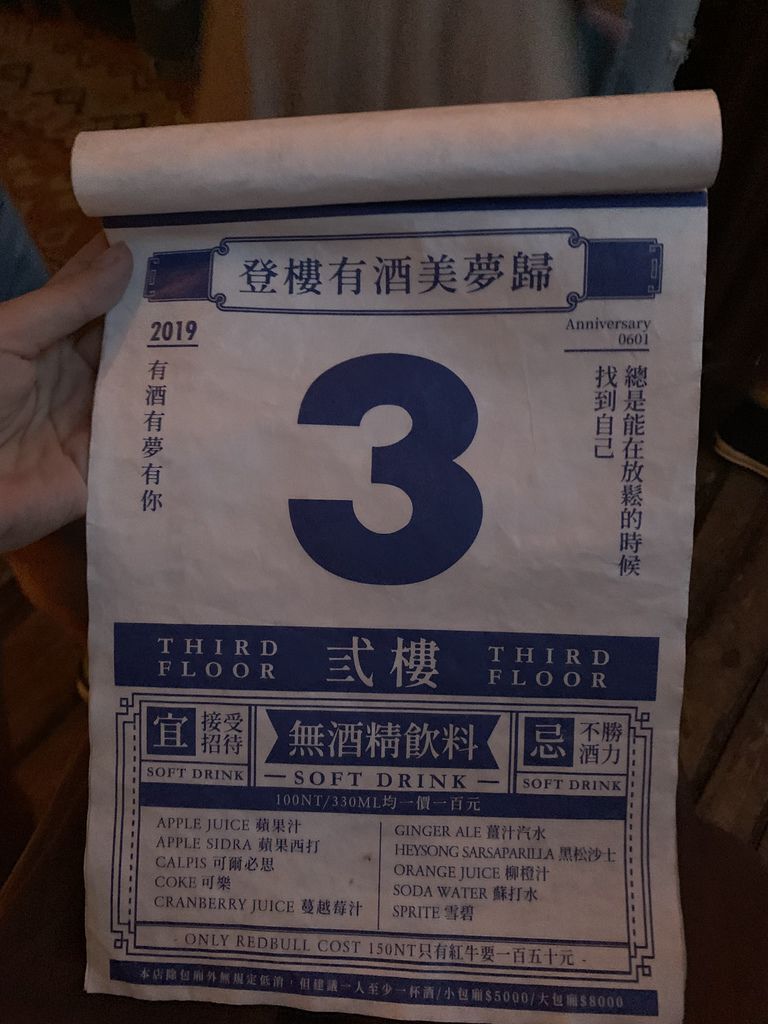 登樓有酒美夢歸
2019
Anniversary
0601
有酒有夢有你
3
總是能在放鬆的時候
找到自己
THIRD
FLOOR
弎樓
THIRD
FLOOR
宜
接受
招待
SOFT DRINK
無酒精飲料
SOFT DRINK
忌
不勝
酒力
SOFT DRINK
100NT/330ML均一價一百元
APPLE JUICE 蘋果汁
APPLE SIDRA 蘋果西打
CALPIS 可爾必思
COKE 可樂
CRANBERRY JUICE 蔓越莓汁
GINGER ALE 薑汁汽水
HEYSONG SARSAPARILLA 黑松沙士
ORANGE JUICE 柳橙汁
SODA WATER 蘇打水
SPRITE 雪碧
- ONLY REDBULL COST 150NT只有紅牛要一百五十元 -
本店除包廂外無規定低消，但建議一人至少一杯酒/小包廂$5000/大包廂$8000